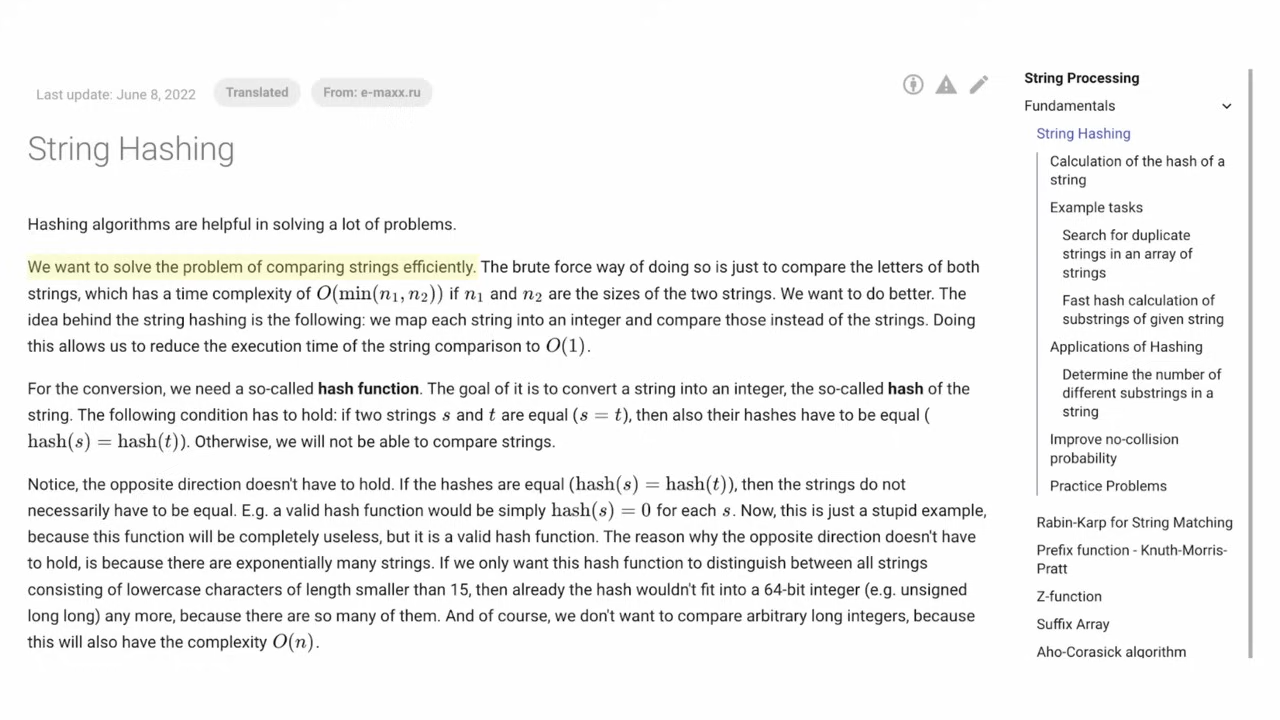 Last update: June 8, 2022 Translated From: e-maxx.ru
String Hashing
Hashing algorithms are helpful in solving a lot of problems.
We want to solve the problem of comparing strings efficiently. The brute force way of doing so is just to compare the letters of both
strings, which has a time complexity of O(min(n₁, n₂)) if n₁ and n₂ are the sizes of the two strings. We want to do better. The
idea behind the string hashing is the following: we map each string into an integer and compare those instead of the strings. Doing
this allows us to reduce the execution time of the string comparison to O(1).
For the conversion, we need a so-called hash function. The goal of it is to convert a string into an integer, the so-called hash of the
string. The following condition has to hold: if two strings s and t are equal (s = t), then also their hashes have to be equal (
hash(s) = hash(t)). Otherwise, we will not be able to compare strings.
Notice, the opposite direction doesn't have to hold. If the hashes are equal (hash(s) = hash(t)), then the strings do not
necessarily have to be equal. E.g. a valid hash function would be simply hash(s) = 0 for each s. Now, this is just a stupid example,
because this function will be completely useless, but it is a valid hash function. The reason why the opposite direction doesn't have
to hold, is because there are exponentially many strings. If we only want this hash function to distinguish between all strings
consisting of lowercase characters of length smaller than 15, then already the hash wouldn't fit into a 64-bit integer (e.g. unsigned
long long) any more, because there are so many of them. And of course, we don't want to compare arbitrary long integers, because
this will also have the complexity O(n).
String Processing
Fundamentals
String Hashing
Calculation of the hash of a
string
Example tasks
Search for duplicate
strings in an array of
strings
Fast hash calculation of
substrings of given string
Applications of Hashing
Determine the number of
different substrings in a
string
Improve no-collision
probability
Practice Problems
Rabin-Karp for String Matching
Prefix function - Knuth-Morris-
Pratt
Z-function
Suffix Array
Aho-Corasick algorithm